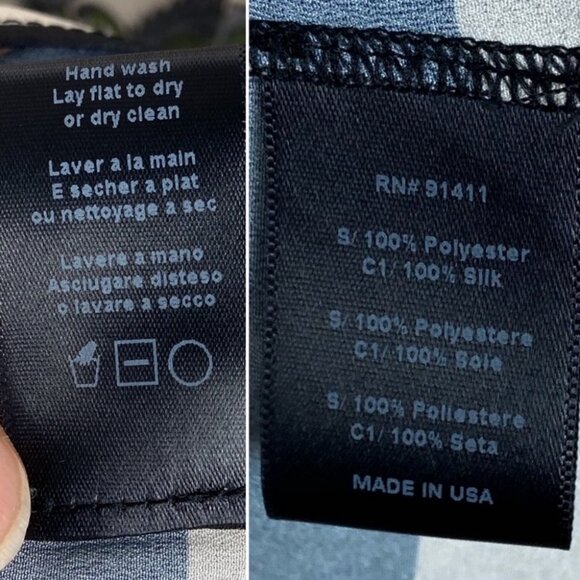 Hand wash
Lay flat to dry
or dry clean
Laver a la main
E secher a plat
ou nettoyage a sec
Lavere a mano
Asciugare disteso
o lavare a secco
RN# 91411
S/ 100% Polyester
C1/ 100% Silk
S/ 100% Polyestere
C1/ 100% Soie
S/ 100% Poliestere
C1/ 100% Seta
MADE IN USA